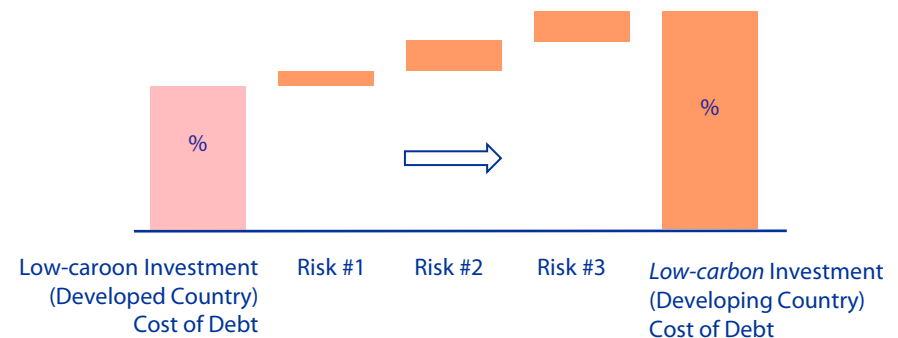 %
%
Low-caroon Investment
(Developed Country)
Cost of Debt
Risk #1
Risk #2
Risk #3
Low-carbon Investment
(Developing Country)
Cost of Debt